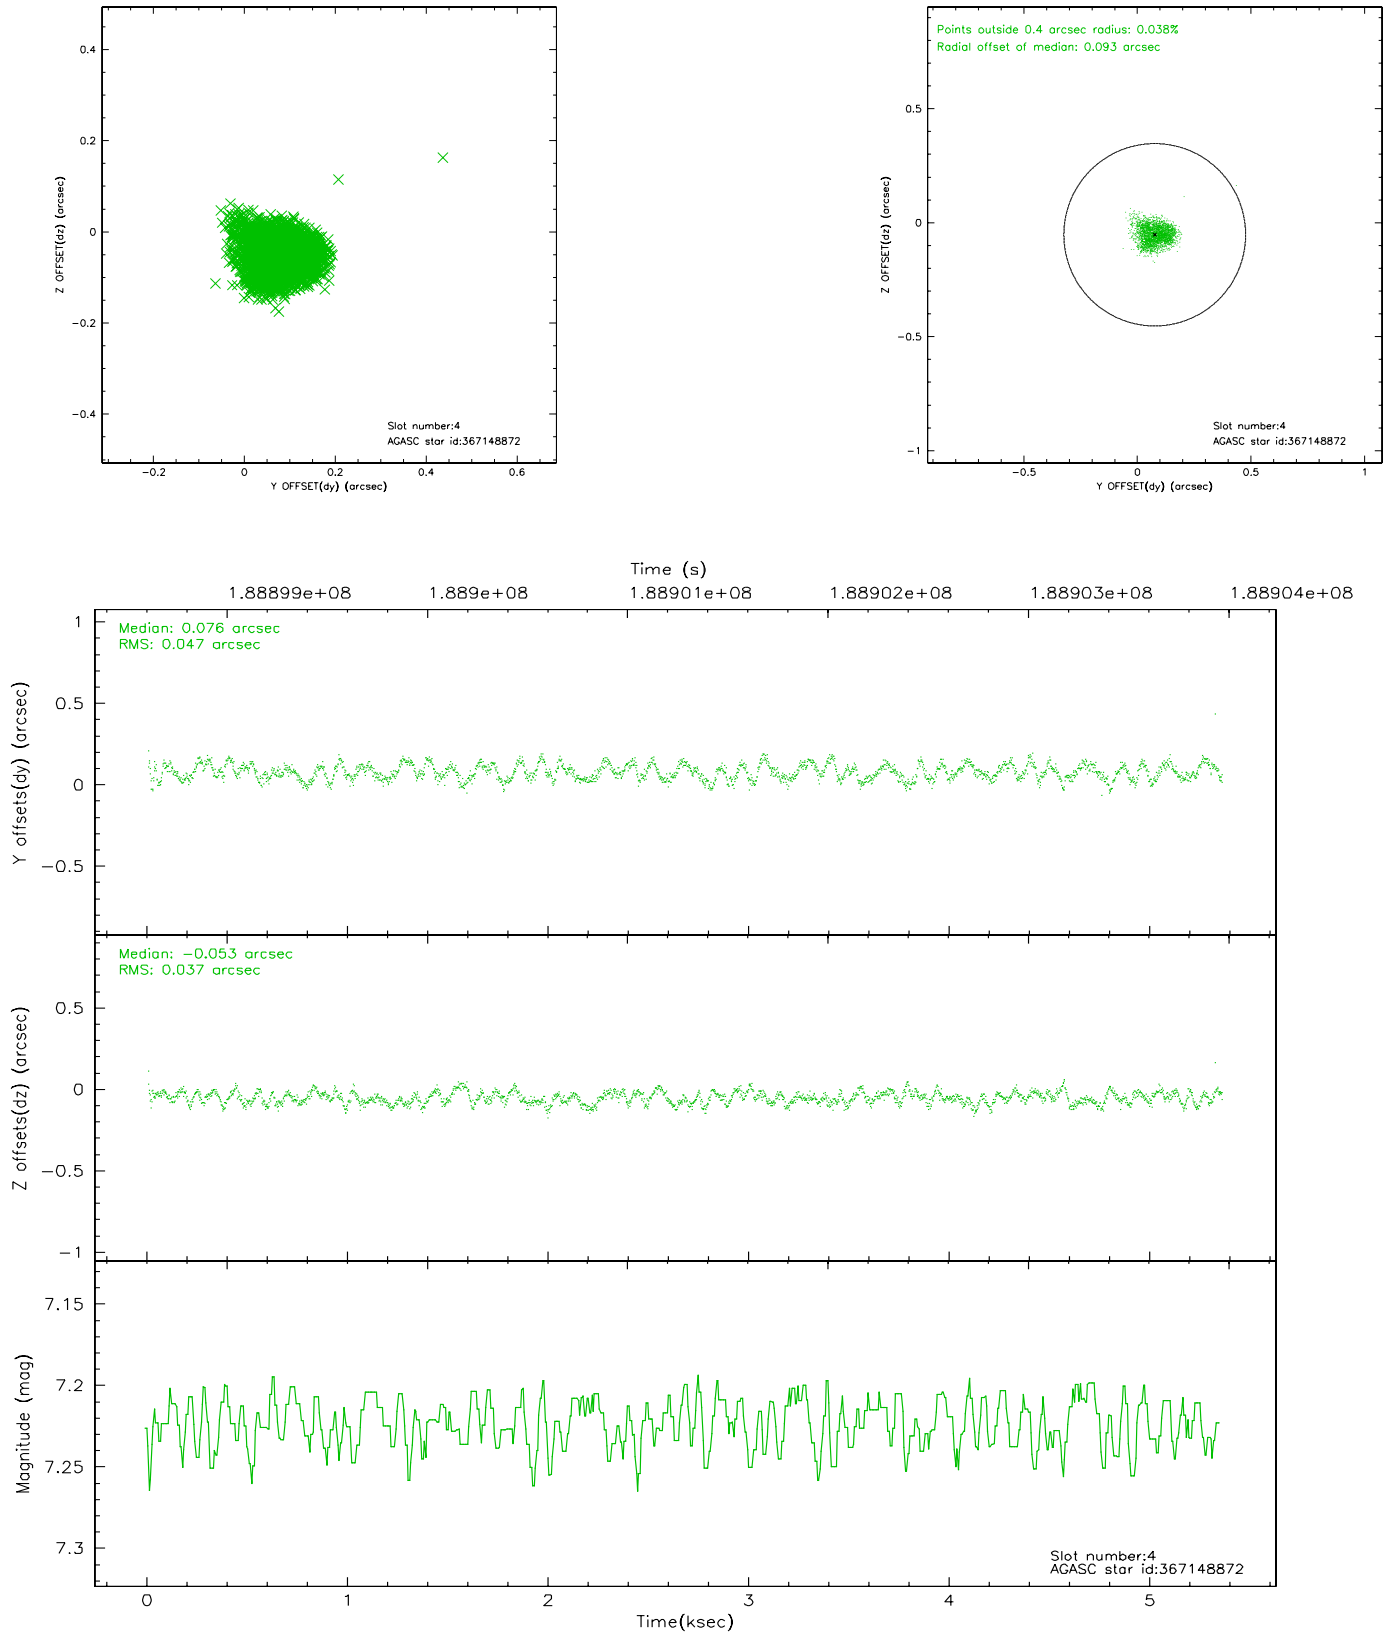 0.4
0.2
0
-0.2
-0.4
Z OFFSET(dz) (arcsec)
Slot number:4
AGASC star id:367148872
-0.2 0 0.2 0.4 0.6
Y OFFSET(dy) (arcsec)
Points outside 0.4 arcsec radius: 0.038%
Radial offset of median: 0.093 arcsec
0.5
0
-0.5
-1
Z OFFSET(dz) (arcsec)
Slot number:4
AGASC star id:367148872
-0.5 0 0.5 1
Y OFFSET(dy) (arcsec)
Time (s)
1.88899e+08 1.889e+08 1.88901e+08 1.88902e+08 1.88903e+08 1.88904e+08
Median: 0.076 arcsec
RMS: 0.047 arcsec
1
0.5
0
-0.5
Y offsets(dy) (arcsec)
Median: -0.053 arcsec
RMS: 0.037 arcsec
0.5
0
-0.5
-1
Z offsets(dz) (arcsec)
7.15
7.2
7.25
7.3
Magnitude (mag)
Slot number:4
AGASC star id:367148872
0 1 2 3 4 5
Time(ksec)